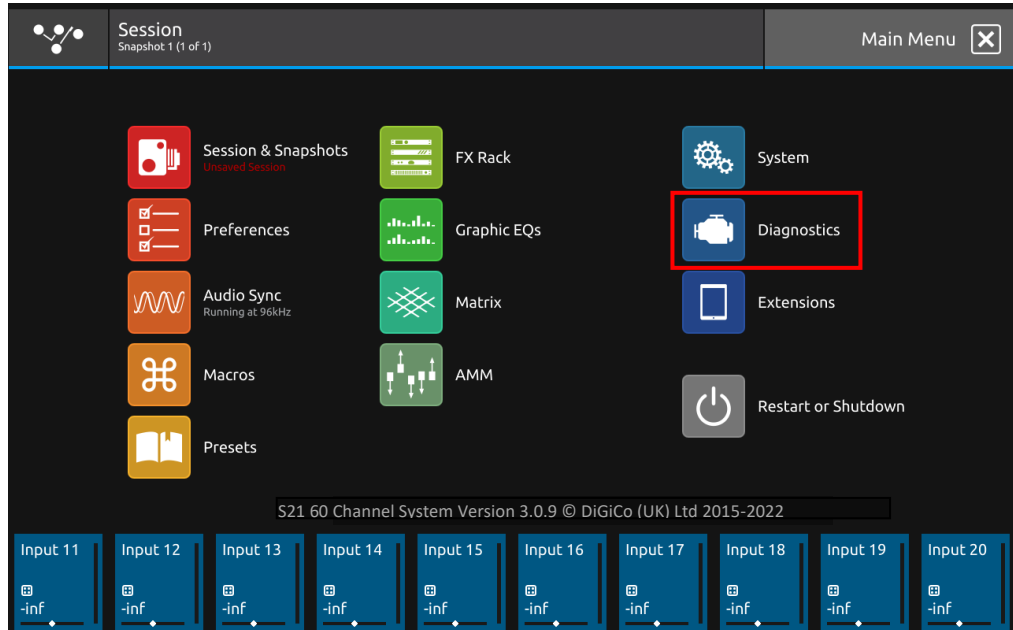 Session
Snapshot 1 (1 of 1)
Main Menu
Session & Snapshots
Unsaved Session
FX Rack
System
Preferences
Graphic EQs
Diagnostics
Audio Sync
Running at 96kHz
Matrix
Extensions
Macros
AMM
Restart or Shutdown
Presets
S21 60 Channel System Version 3.0.9 © DiGiCo (UK) Ltd 2015-2022
Input 11 Input 12 Input 13 Input 14 Input 15 Input 16 Input 17 Input 18 Input 19 Input 20
-inf -inf -inf -inf -inf -inf -inf -inf -inf -inf